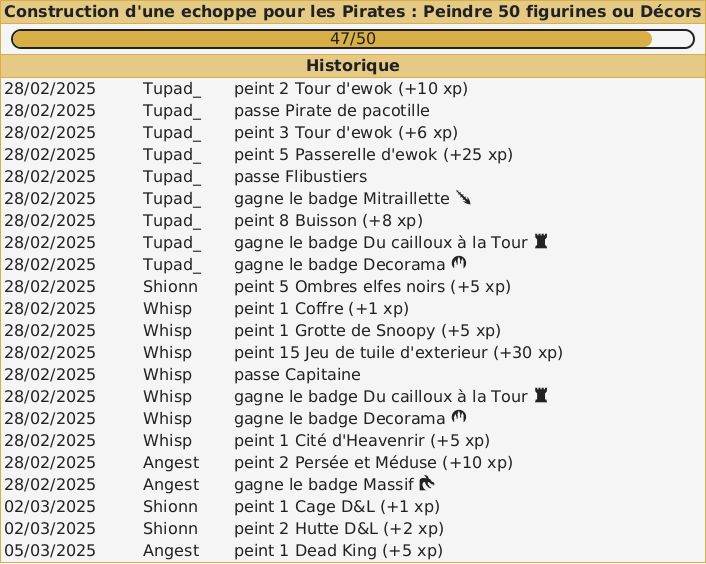 Construction d'une echoppe pour les Pirates : Peindre 50 figurines ou Décors
47/50
Historique
28/02/2025 Tupad_ peint 2 Tour d'ewok (+10 xp)
28/02/2025 Tupad_ passe Pirate de pacotille
28/02/2025 Tupad_ peint 3 Tour d'ewok (+6 xp)
28/02/2025 Tupad_ peint 5 Passerelle d'ewok (+25 xp)
28/02/2025 Tupad_ passe Flibustiers
28/02/2025 Tupad_ gagne le badge Mitraillette
28/02/2025 Tupad_ peint 8 Buisson (+8 xp)
28/02/2025 Tupad_ gagne le badge Du cailloux à la Tour
28/02/2025 Tupad_ gagne le badge Decorama
28/02/2025 Shionn peint 5 Ombres elfes noirs (+5 xp)
28/02/2025 Whisp peint 1 Coffre (+1 xp)
28/02/2025 Whisp peint 1 Grotte de Snoopy (+5 xp)
28/02/2025 Whisp peint 15 Jeu de tuile d'exterieur (+30 xp)
28/02/2025 Whisp passe Capitaine
28/02/2025 Whisp gagne le badge Du cailloux à la Tour
28/02/2025 Whisp gagne le badge Decorama
28/02/2025 Whisp peint 1 Cité d'Heavenrir (+5 xp)
28/02/2025 Angest peint 2 Persée et Méduse (+10 xp)
28/02/2025 Angest gagne le badge Massif
02/03/2025 Shionn peint 1 Cage D&L (+1 xp)
02/03/2025 Shionn peint 2 Hutte D&L (+2 xp)
05/03/2025 Angest peint 1 Dead King (+5 xp)